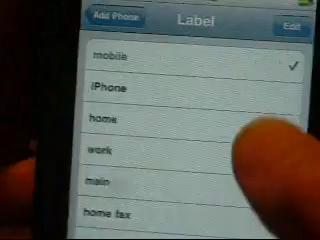 Add Phone Label Edit
mobile
iPhone
home
work
main
home fax